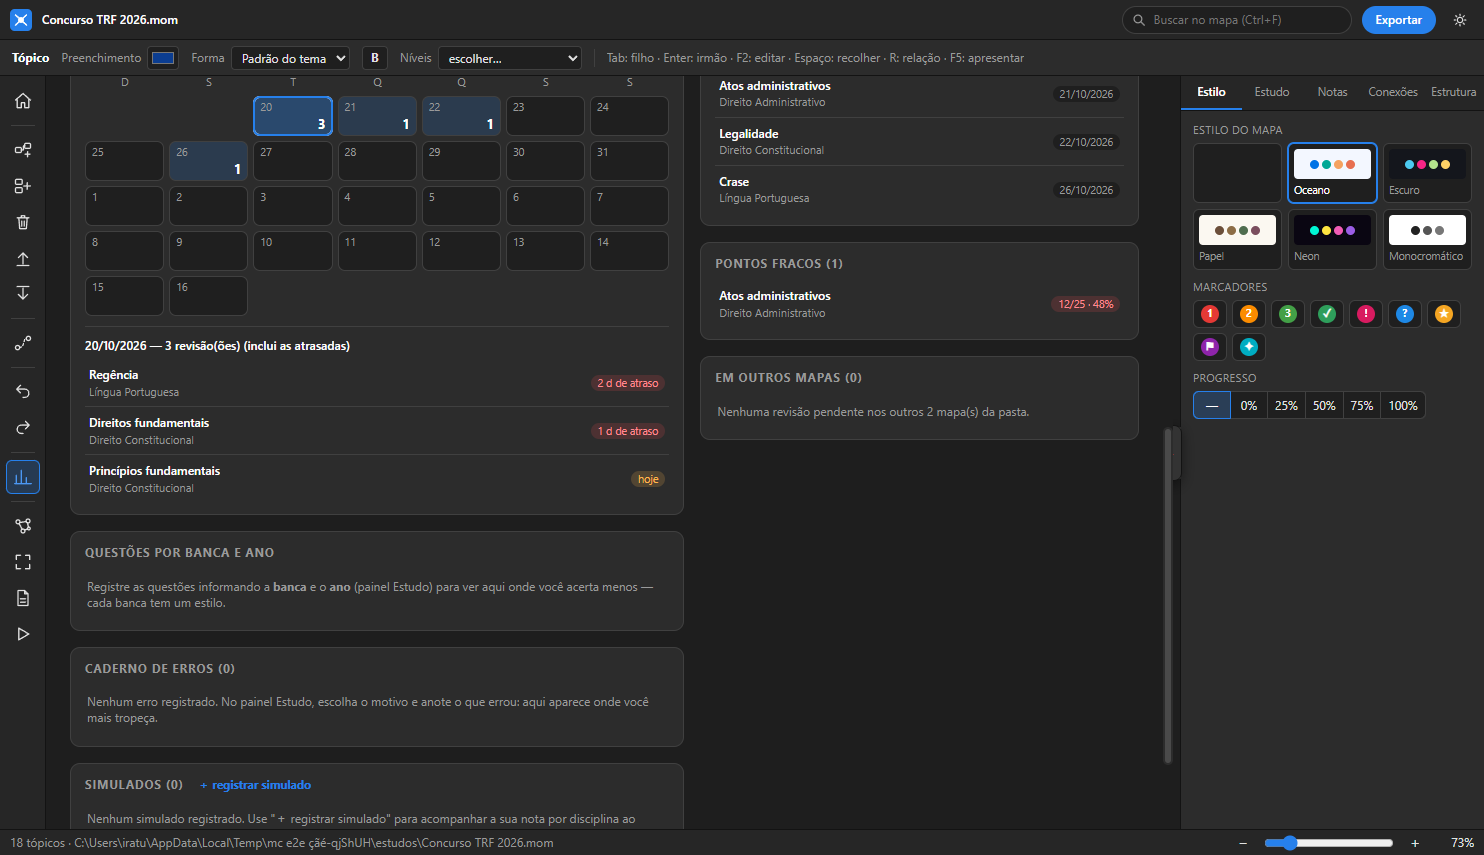 Concurso TRF 2026.mom
Buscar no mapa (Ctrl+F)
Exportar
Tópico
Preenchimento
Forma
Padrão do tema
B
Níveis
escolher...
Tab: filho · Enter: irmão · F2: editar · Espaço: recolher · R: relação · F5: apresentar
D S T Q Q S S
20 3 21 1 22 1 23 24
25 26 1 27 28 29 30 31
1 2 3 4 5 6 7
8 9 10 11 12 13 14
15 16
20/10/2026 — 3 revisão(ões) (inclui as atrasadas)
Regência
Língua Portuguesa
2 d de atraso
Direitos fundamentais
Direito Constitucional
1 d de atraso
Princípios fundamentais
Direito Constitucional
hoje
QUESTÕES POR BANCA E ANO
Registre as questões informando a banca e o ano (painel Estudo) para ver aqui onde você acerta menos —
cada banca tem um estilo.
CADERNO DE ERROS (0)
Nenhum erro registrado. No painel Estudo, escolha o motivo e anote o que errou: aqui aparece onde você
mais tropeça.
SIMULADOS (0)
+ registrar simulado
Nenhum simulado registrado. Use "+ registrar simulado" para acompanhar a sua nota por disciplina ao
Atos administrativos
Direito Administrativo
21/10/2026
Legalidade
Direito Constitucional
22/10/2026
Crase
Língua Portuguesa
26/10/2026
PONTOS FRACOS (1)
Atos administrativos
Direito Administrativo
12/25 · 48%
EM OUTROS MAPAS (0)
Nenhuma revisão pendente nos outros 2 mapa(s) da pasta.
Estilo
Estudo
Notas
Conexões
Estrutura
ESTILO DO MAPA
Oceano
Escuro
Papel
Neon
Monocromático
MARCADORES
1 2 3 ✓ ! ? ★
PROGRESSO
— 0% 25% 50% 75% 100%
18 tópicos · C:\Users\iratu\AppData\Local\Temp\mc e2e çãé-qjShUH\estudos\Concurso TRF 2026.mom
− + 73%